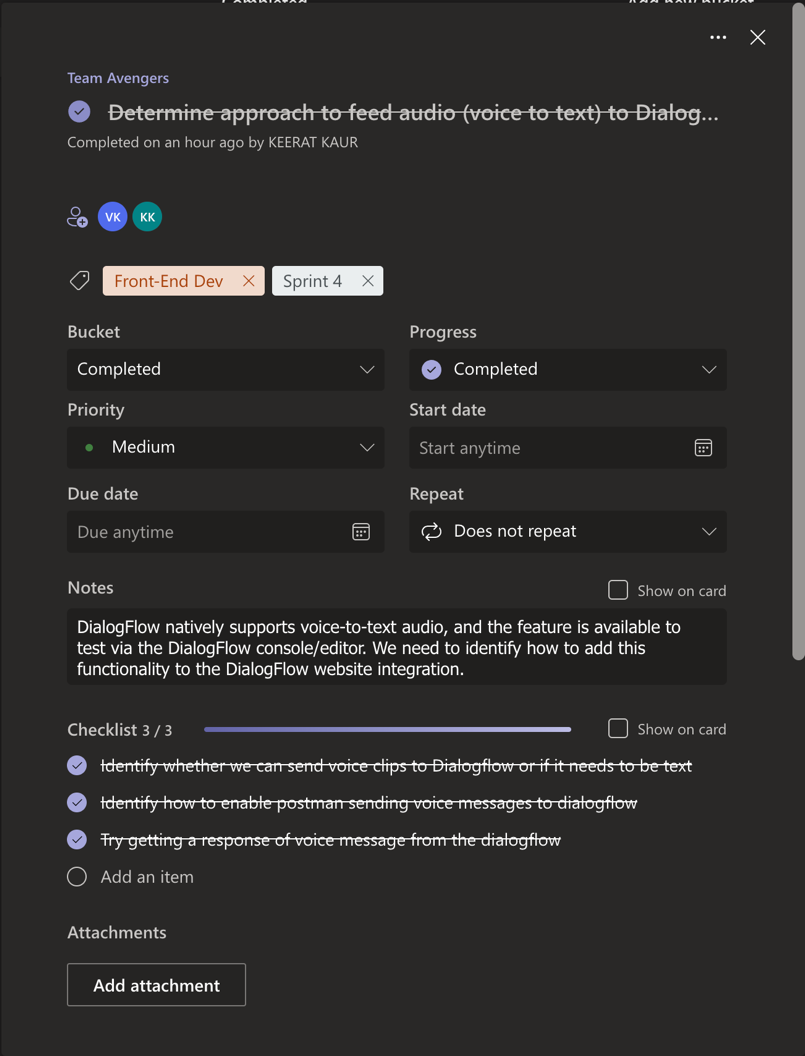 Completed
Add new bucket
Team Avengers
Determine approach to feed audio (voice to text) to Dialog...
Completed on an hour ago by KEERAT KAUR
VK KK
Front-End Dev Sprint 4
Bucket Progress
Completed Completed
Priority Start date
Medium Start anytime
Due date Repeat
Due anytime Does not repeat
Notes Show on card
DialogFlow natively supports voice-to-text audio, and the feature is available to
test via the DialogFlow console/editor. We need to identify how to add this
functionality to the DialogFlow website integration.
Checklist 3 / 3 Show on card
Identify whether we can send voice clips to Dialogflow or if it needs to be text
Identify how to enable postman sending voice messages to dialogflow
Try getting a response of voice message from the dialogflow
Add an item
Attachments
Add attachment